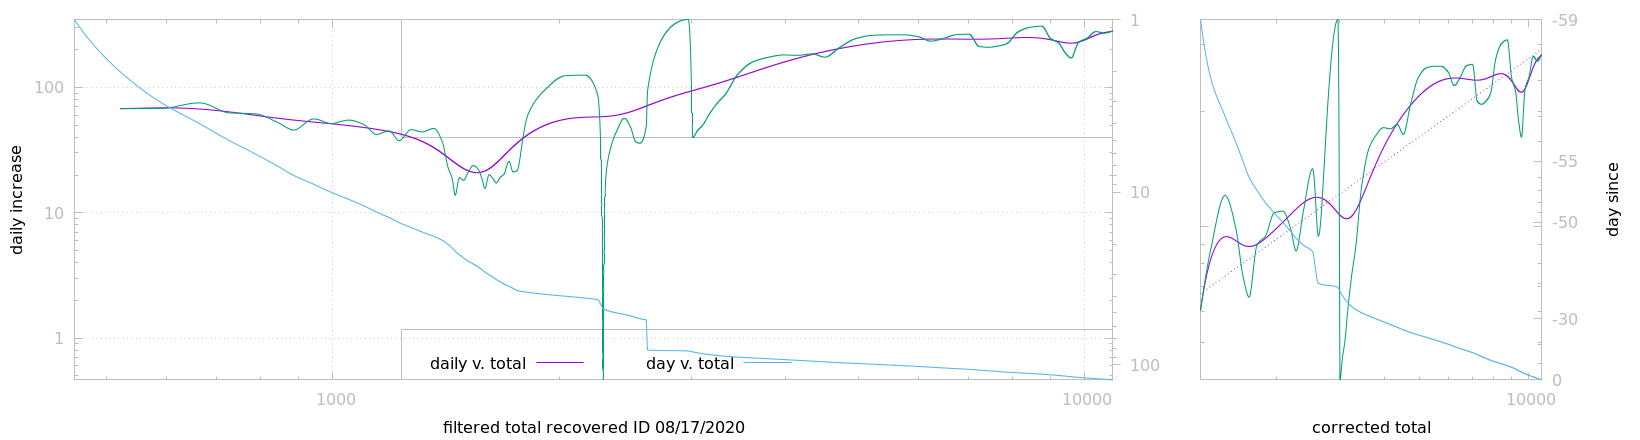 1
-59
100
daily increase
-55
day since
10
10
-50
-30
1
daily v. total
day v. total
100
0
1000
10000
10000
filtered total recovered ID 08/17/2020
corrected total